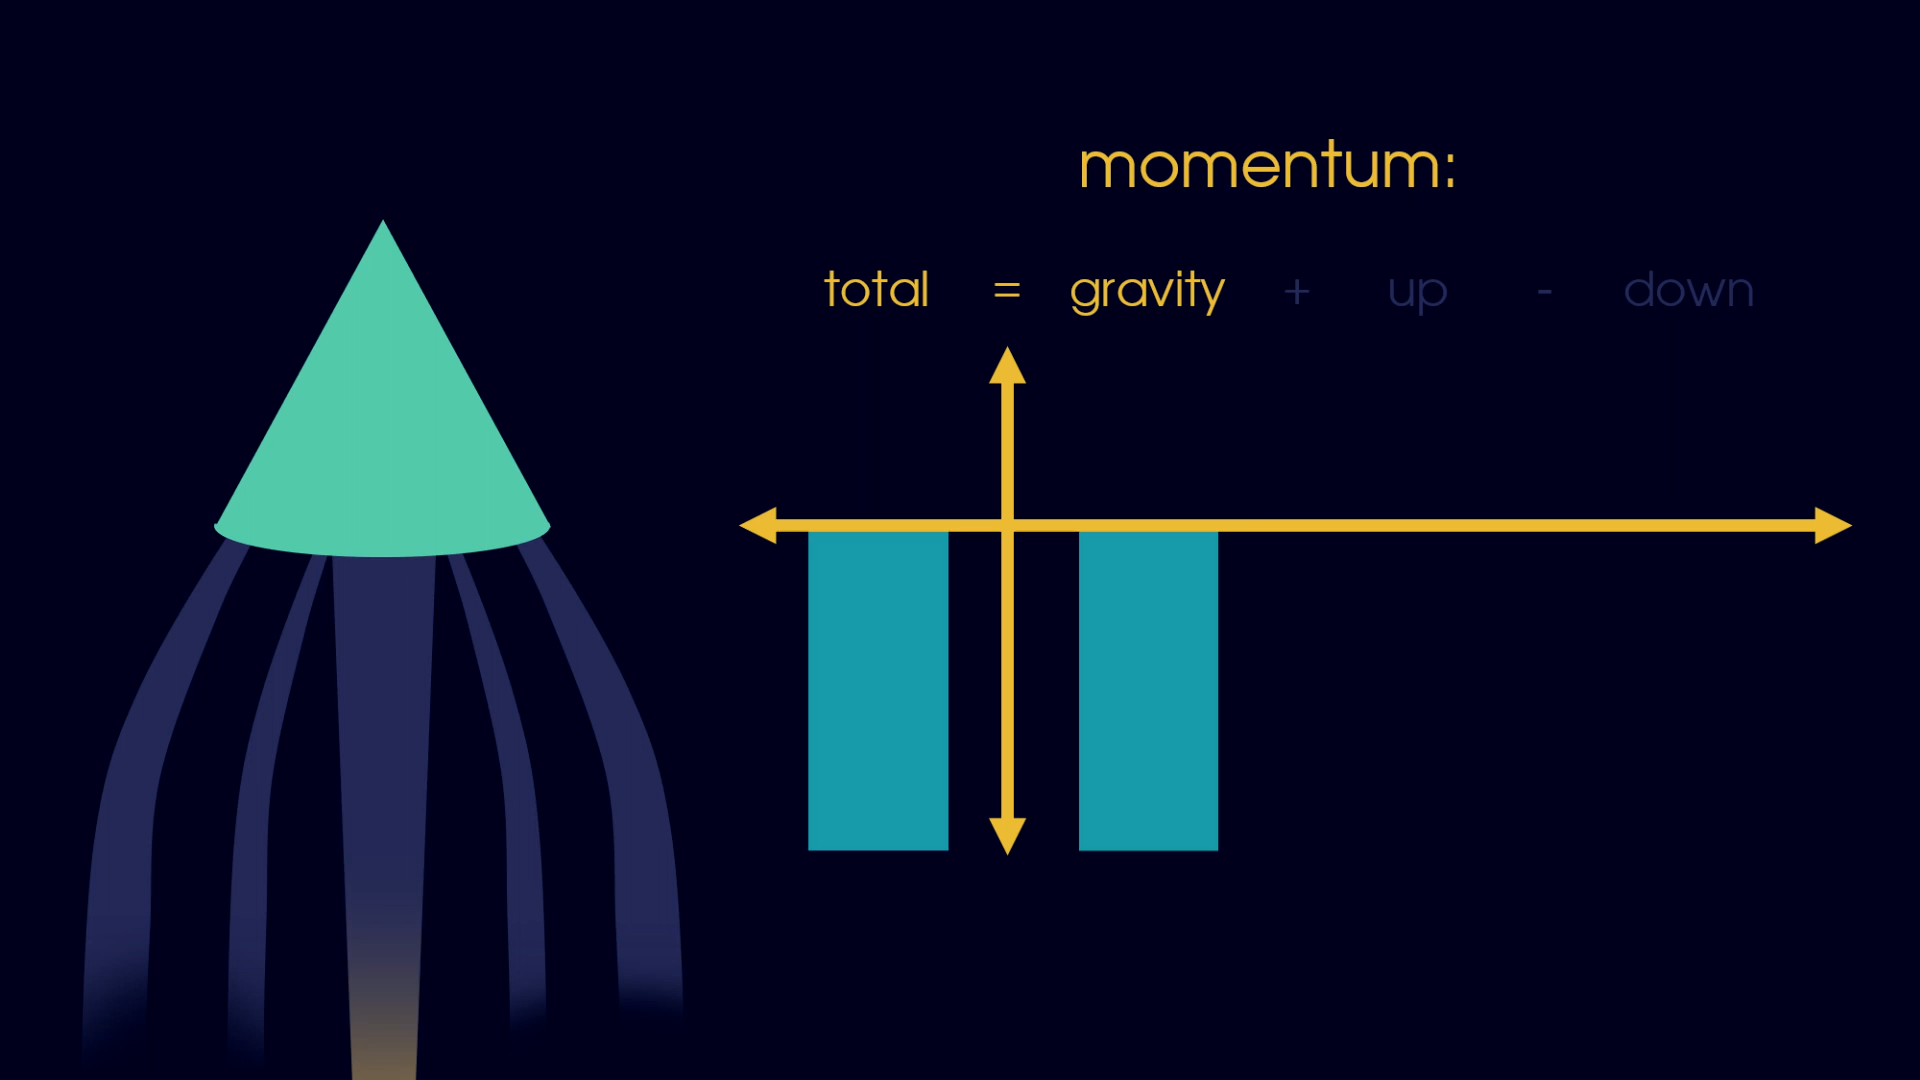 momentum:
total = gravity + up - down